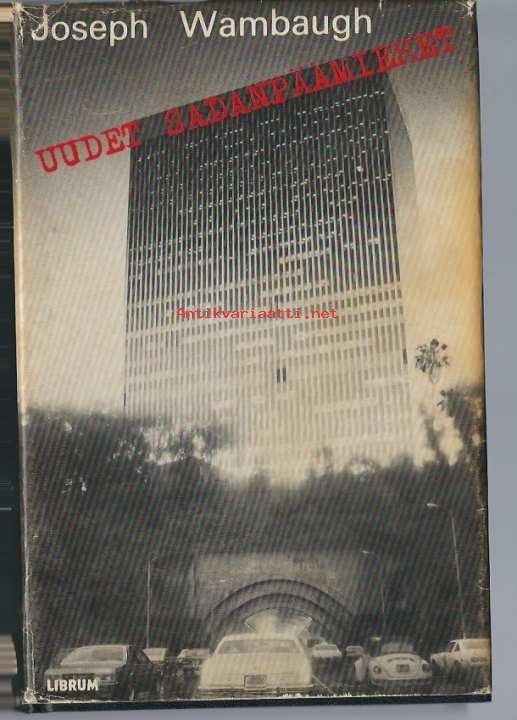 Joseph Wambaugh
UUDET SADANPÄÄMIEHET
Antikvariaatti.net
LIBRUM